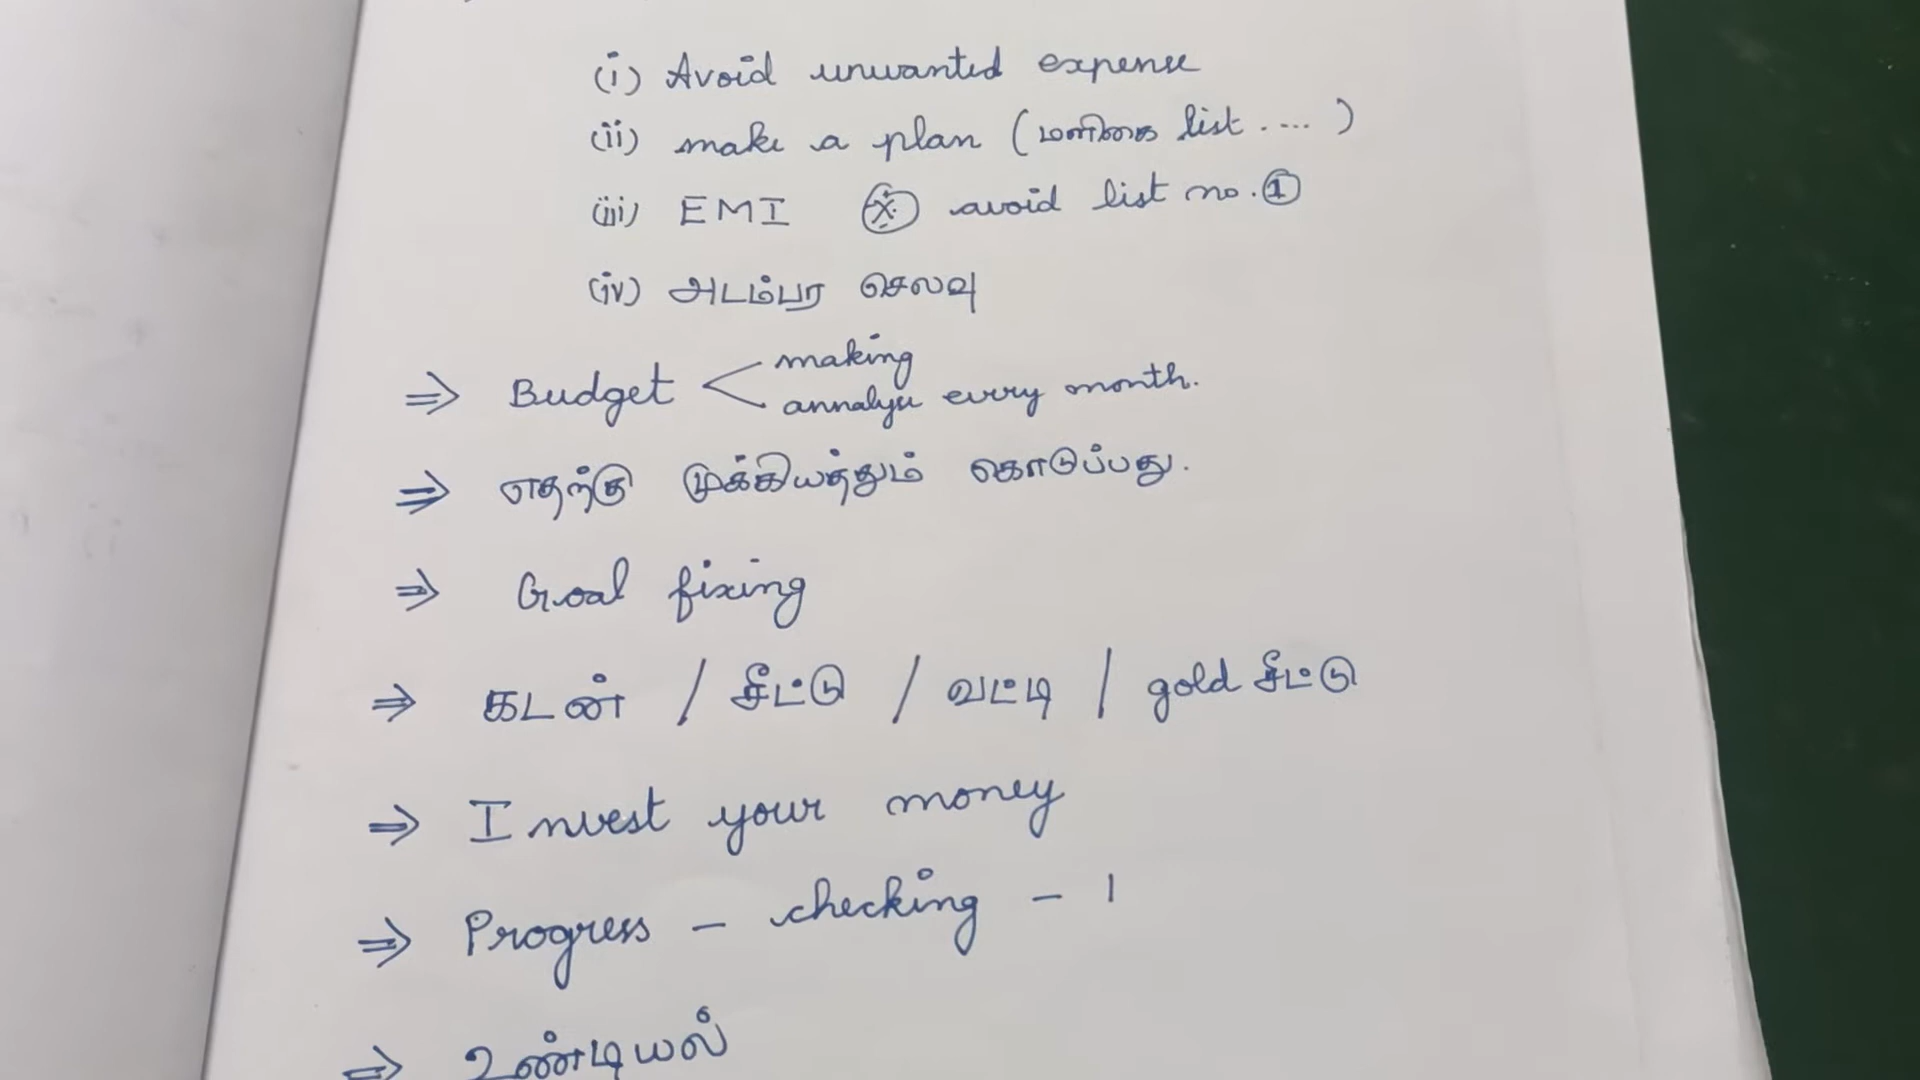 (i) Avoid unwanted expense
(ii) make a plan (மளிகை list . .... )
(iii) EMI ⓧ avoid list no. ①
(iv) அடம்பர செலவு
⇒ Budget < making
annalyse every month.
⇒ எதற்கு முக்கியத்தும் கொடுப்பது.
⇒ Goal fixing
⇒ கடன் / சீட்டு / வட்டி / gold சீட்டு
⇒ Invest your money
⇒ Progress - checking - 1
⇒ உண்டியல்